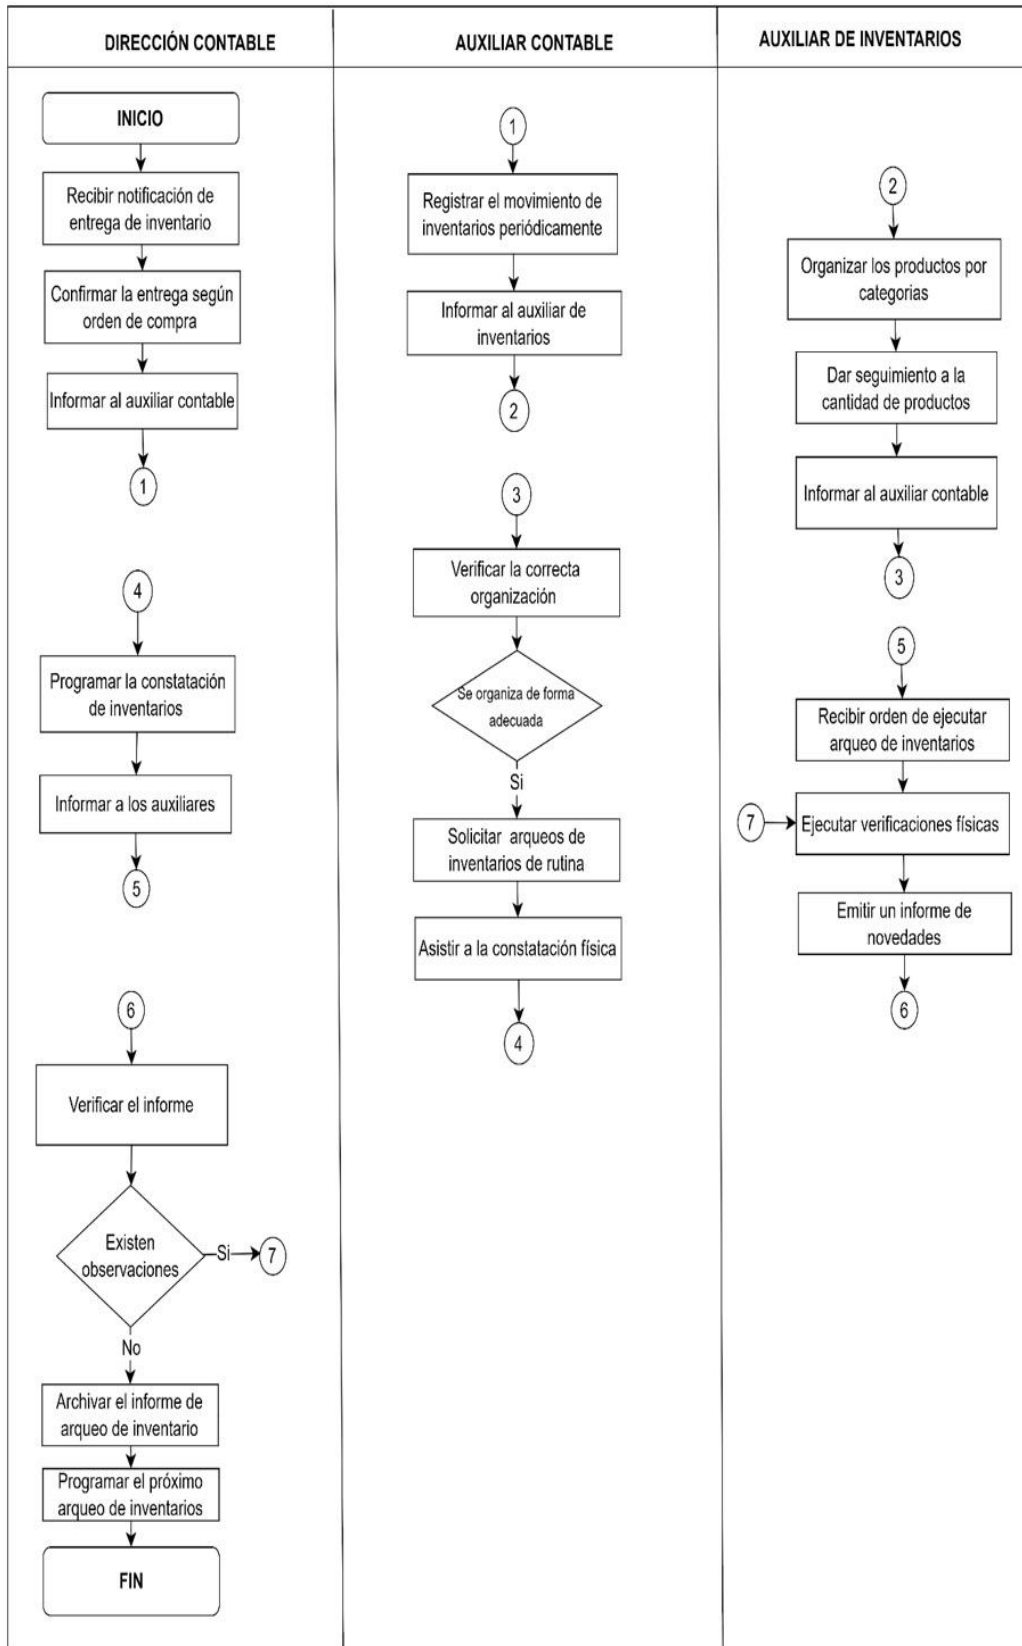 DIRECCIÓN CONTABLE
INICIO
Recibir notificación de
entrega de inventario
Confirmar la entrega según
orden de compra
Informar al auxiliar contable
1
4
Programar la constatación
de inventarios
Informar a los auxiliares
5
6
Verificar el informe
Existen
observaciones
Si
7
No
Archivar el informe de
arqueo de inventario
Programar el próximo
arqueo de inventarios
FIN
AUXILIAR CONTABLE
1
Registrar el movimiento de
inventarios periódicamente
Informar al auxiliar de
inventarios
2
3
Verificar la correcta
organización
Se organiza de forma
adecuada
Si
Solicitar arqueos de
inventarios de rutina
Asistir a la constatación física
4
AUXILIAR DE INVENTARIOS
2
Organizar los productos por
categorias
Dar seguimiento a la
cantidad de productos
Informar al auxiliar contable
3
5
Recibir orden de ejecutar
arqueo de inventarios
7
Ejecutar verificaciones físicas
Emitir un informe de
novedades
6